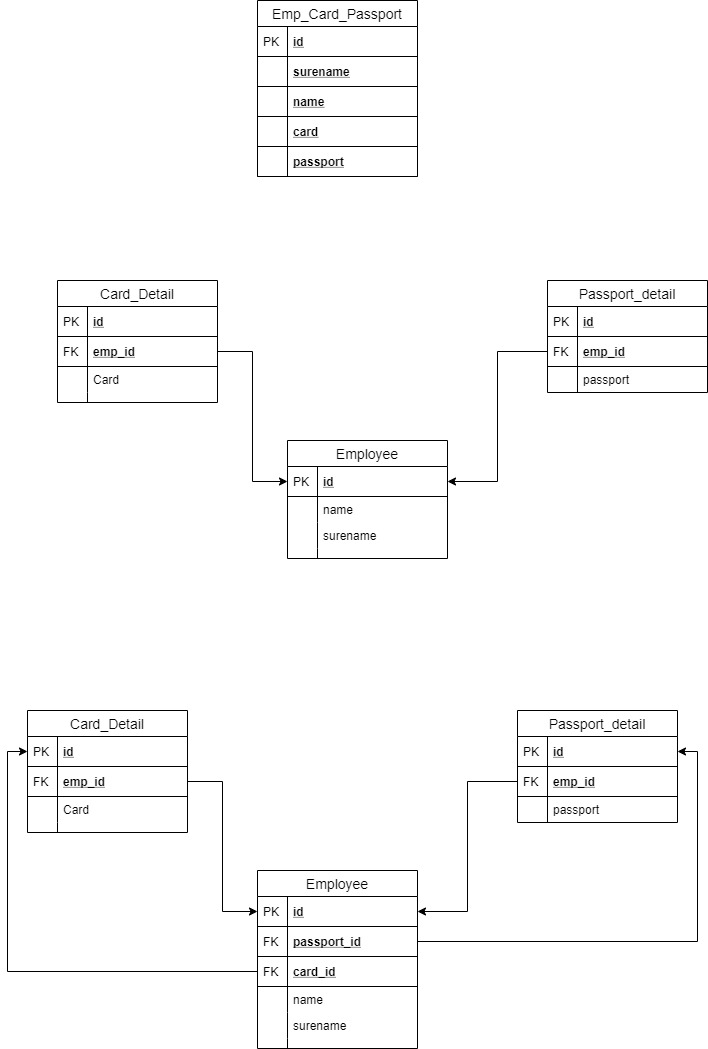 Emp_Card_Passport
PK id
surename
name
card
passport
Card_Detail
PK id
FK emp_id
Card
Passport_detail
PK id
FK emp_id
passport
Employee
PK id
name
surename
Card_Detail
PK id
FK emp_id
Card
Passport_detail
PK id
FK emp_id
passport
Employee
PK id
FK passport_id
FK card_id
name
surename